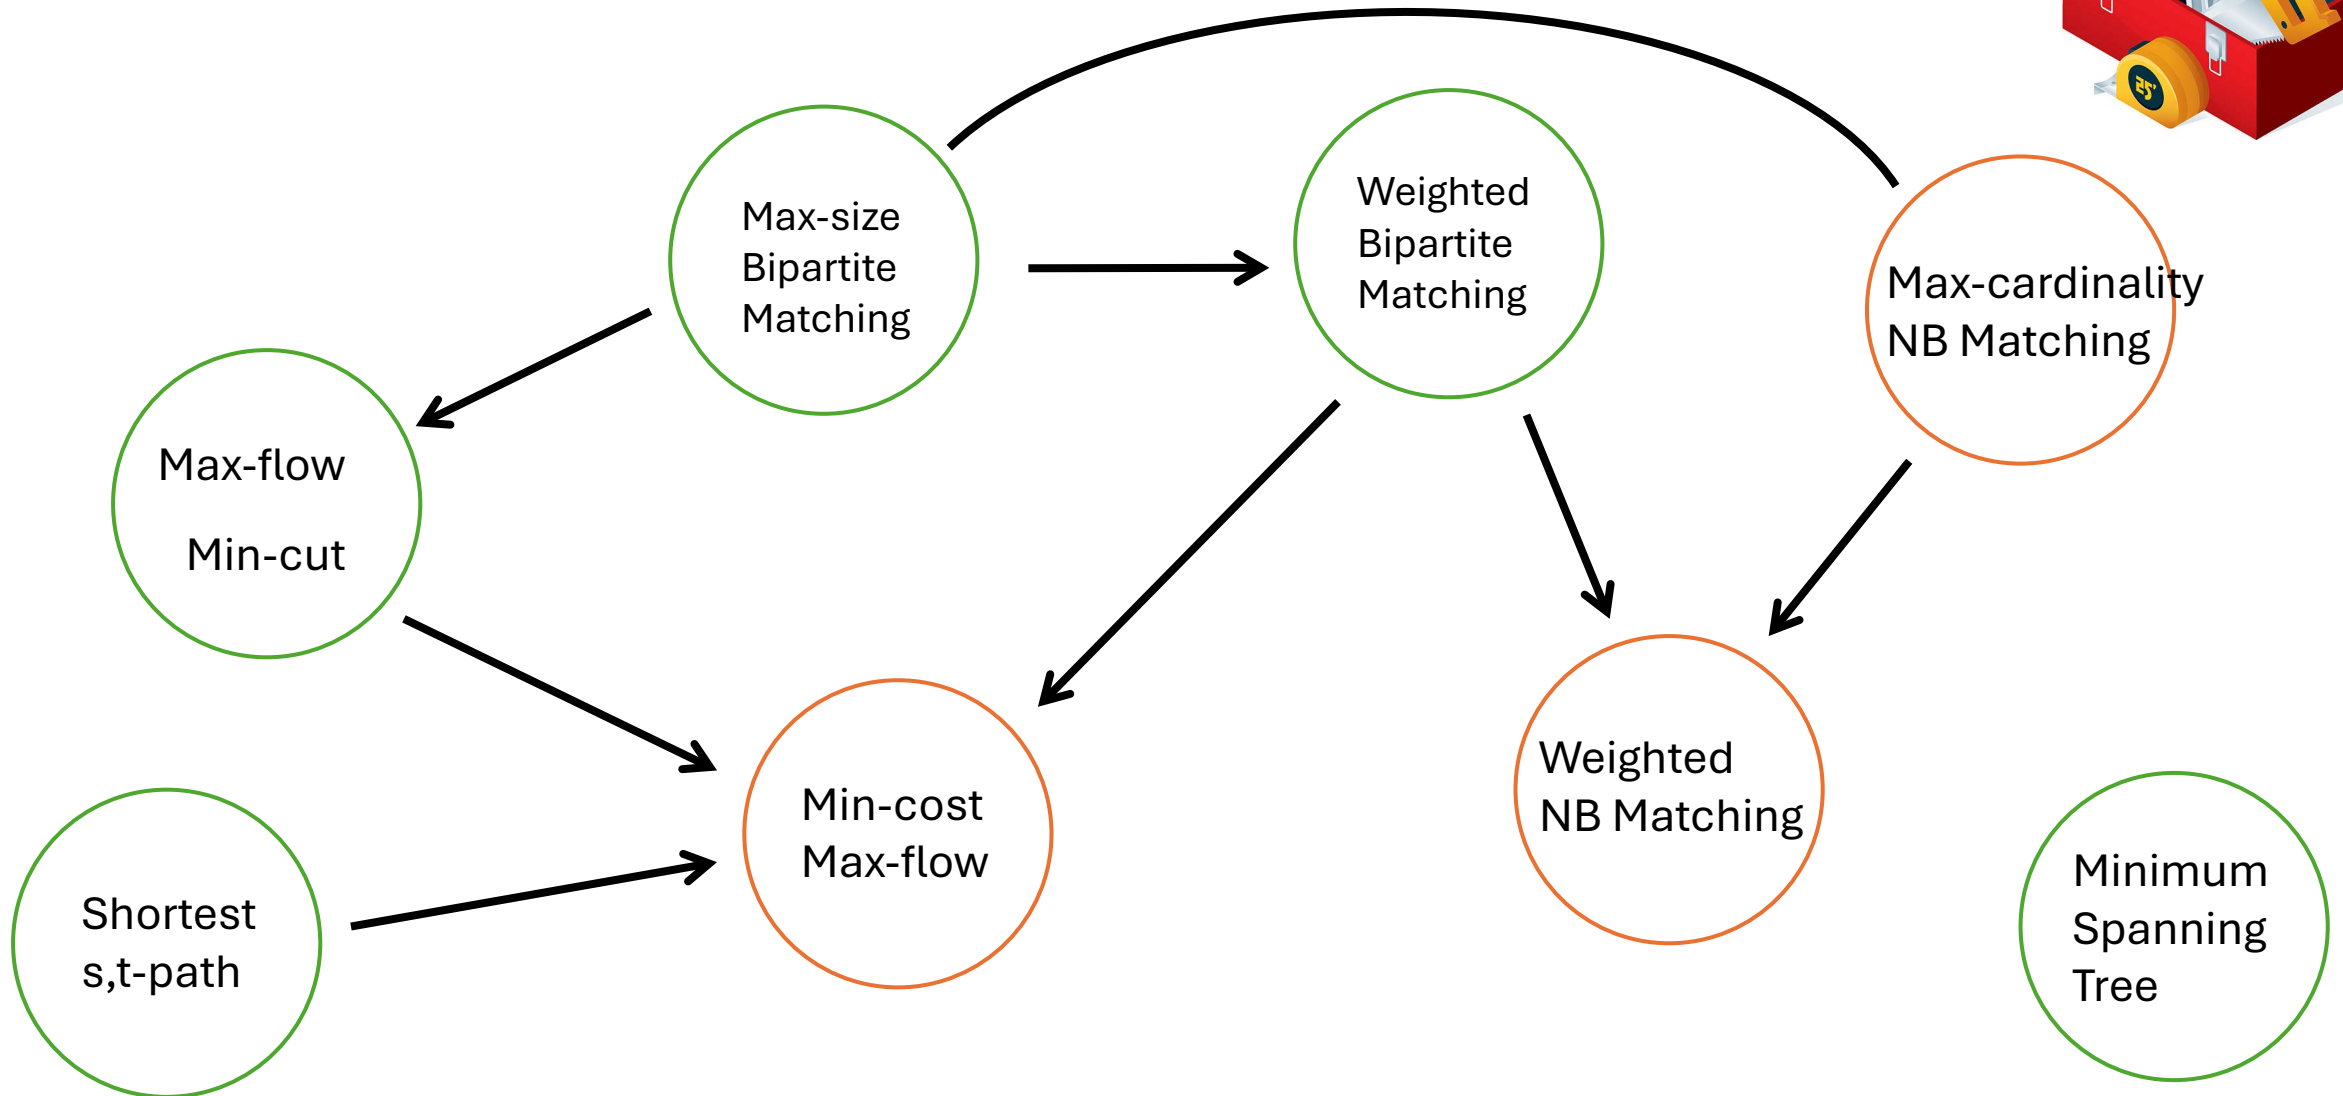 25'
Max-size
Bipartite
Matching
Weighted
Bipartite
Matching
Max-cardinality
NB Matching
Max-flow
Min-cut
Min-cost
Max-flow
Weighted
NB Matching
Shortest
s,t-path
Minimum
Spanning
Tree